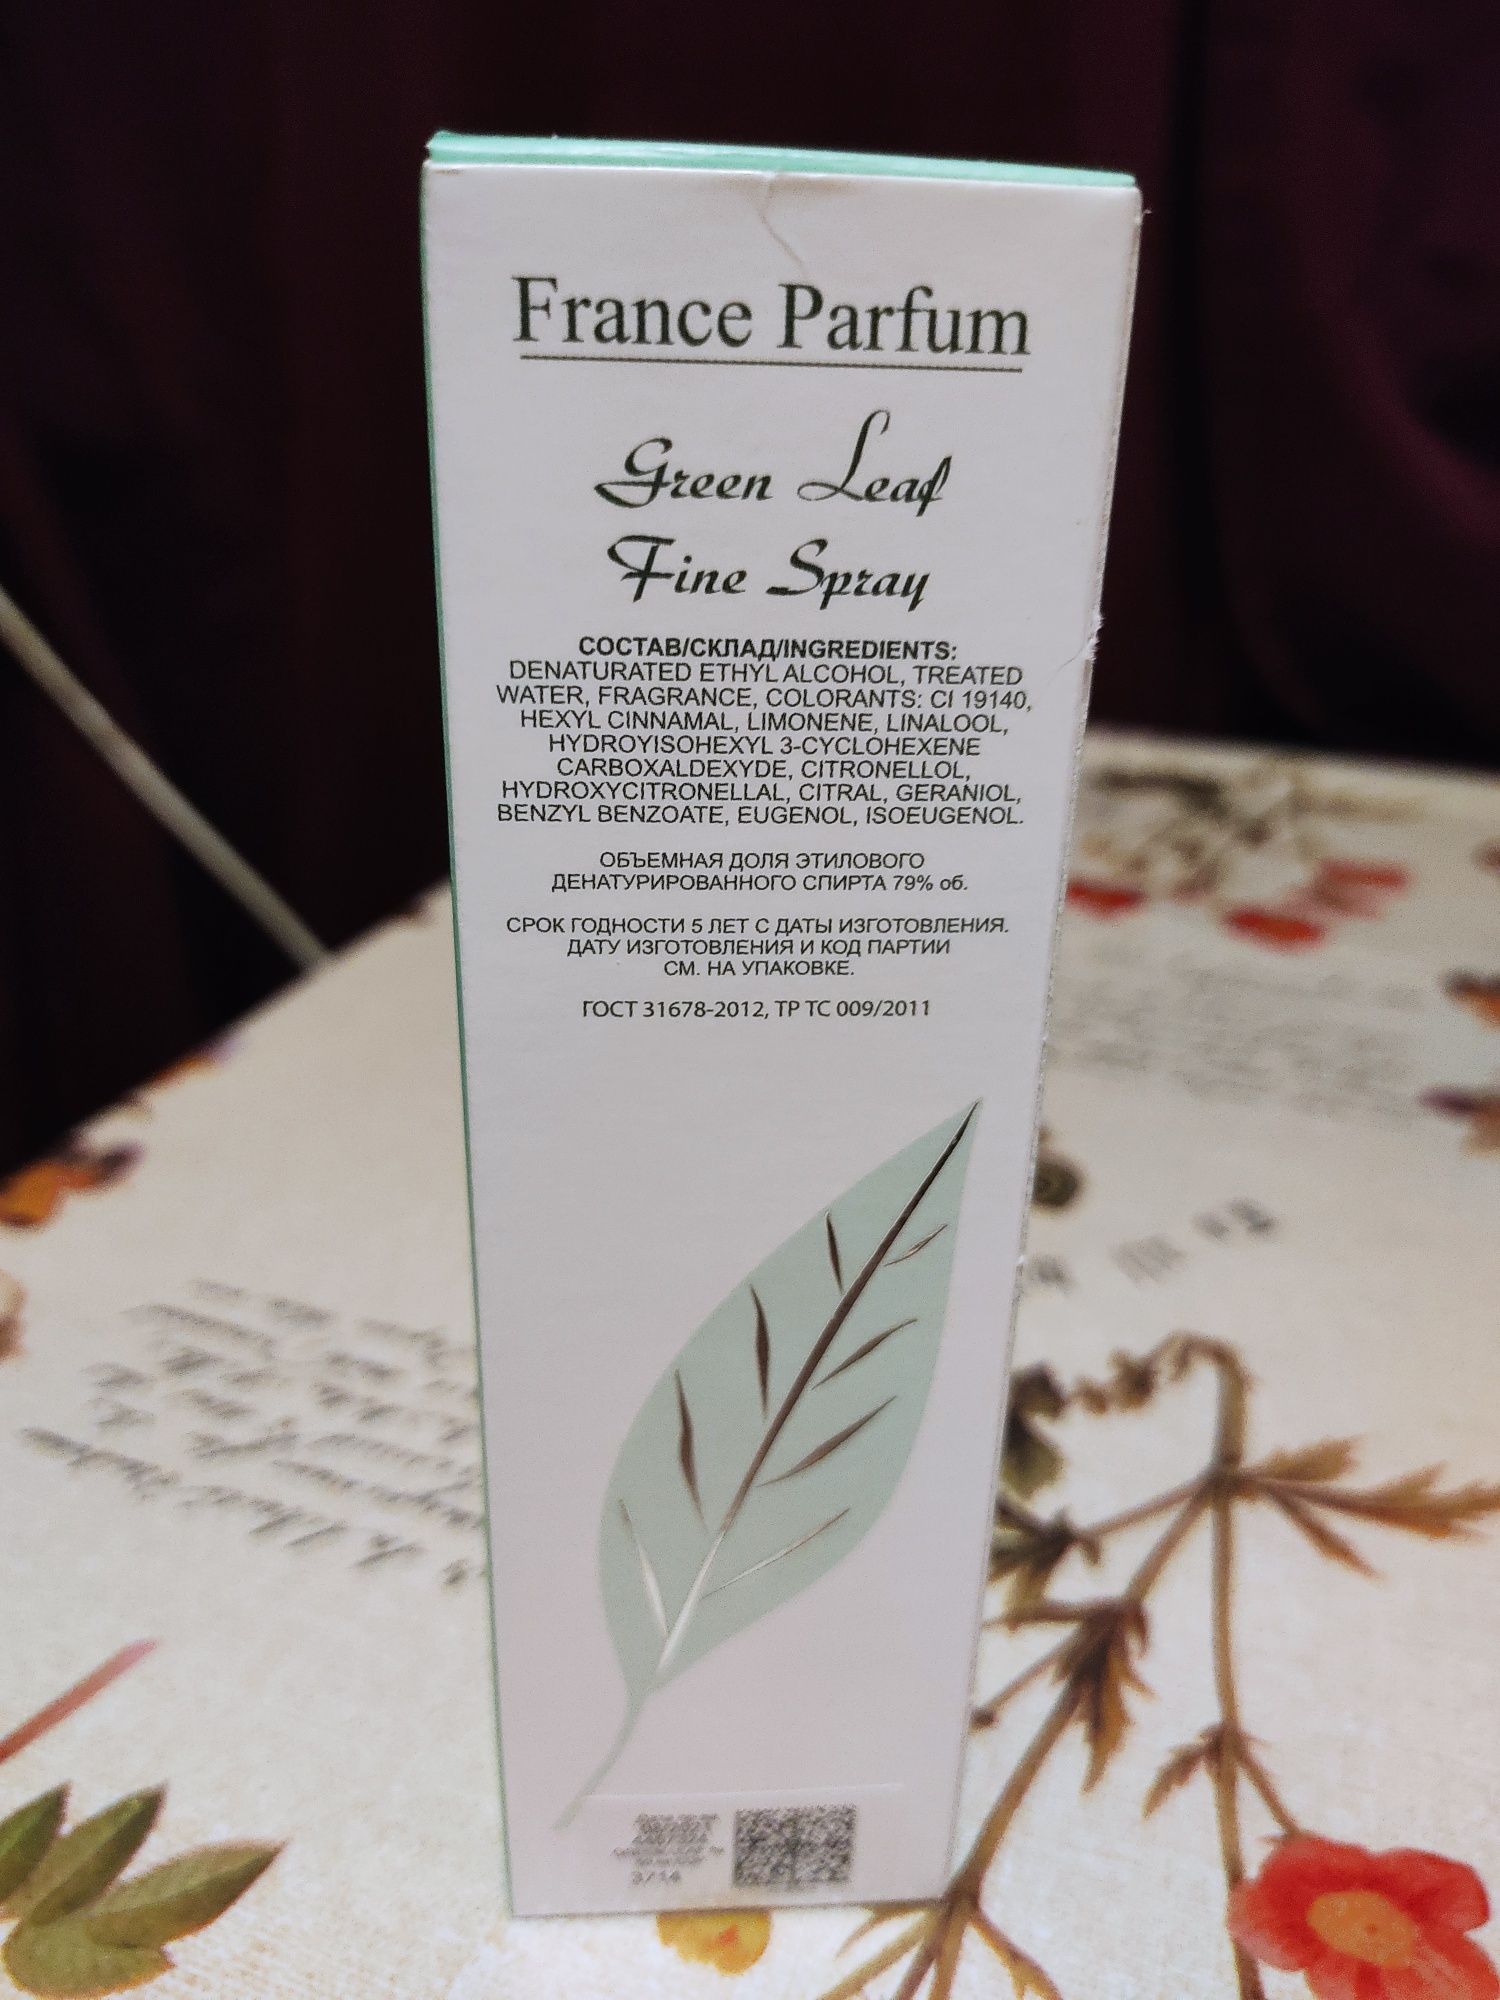 France Parfum
Green Leaf
Fine Spray
СОСТАВ/СКЛАД/INGREDIENTS:
DENATURATED ETHYL ALCOHOL, TREATED
WATER, FRAGRANCE, COLORANTS: CI 19140,
HEXYL CINNAMAL, LIMONENE, LINALOOL,
HYDROYISOHEXYL 3-CYCLOHEXENE
CARBOXALDEXYDE, CITRONELLOL,
HYDROXYCITRONELLAL, CITRAL, GERANIOL,
BENZYL BENZOATE, EUGENOL, ISOEUGENOL.
ОБЪЕМНАЯ ДОЛЯ ЭТИЛОВОГО
ДЕНАТУРИРОВАННОГО СПИРТА 79% об.
СРОК ГОДНОСТИ 5 ЛЕТ С ДАТЫ ИЗГОТОВЛЕНИЯ.
ДАТУ ИЗГОТОВЛЕНИЯ И КОД ПАРТИИ
СМ. НА УПАКОВКЕ.
ГОСТ 31678-2012, ТР ТС 009/2011